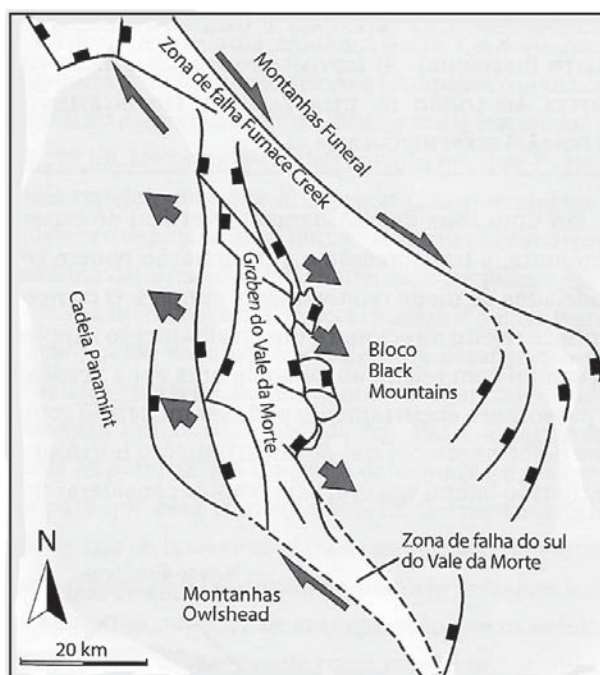 Montanhas Funeral
Zona de falha Furnace Creek
Graben do Vale da Morte
Cadeia Panamint
Bloco
Black
Mountains
Zona de falha do sul
do Vale da Morte
Montanhas
Owlshead
N
20 km